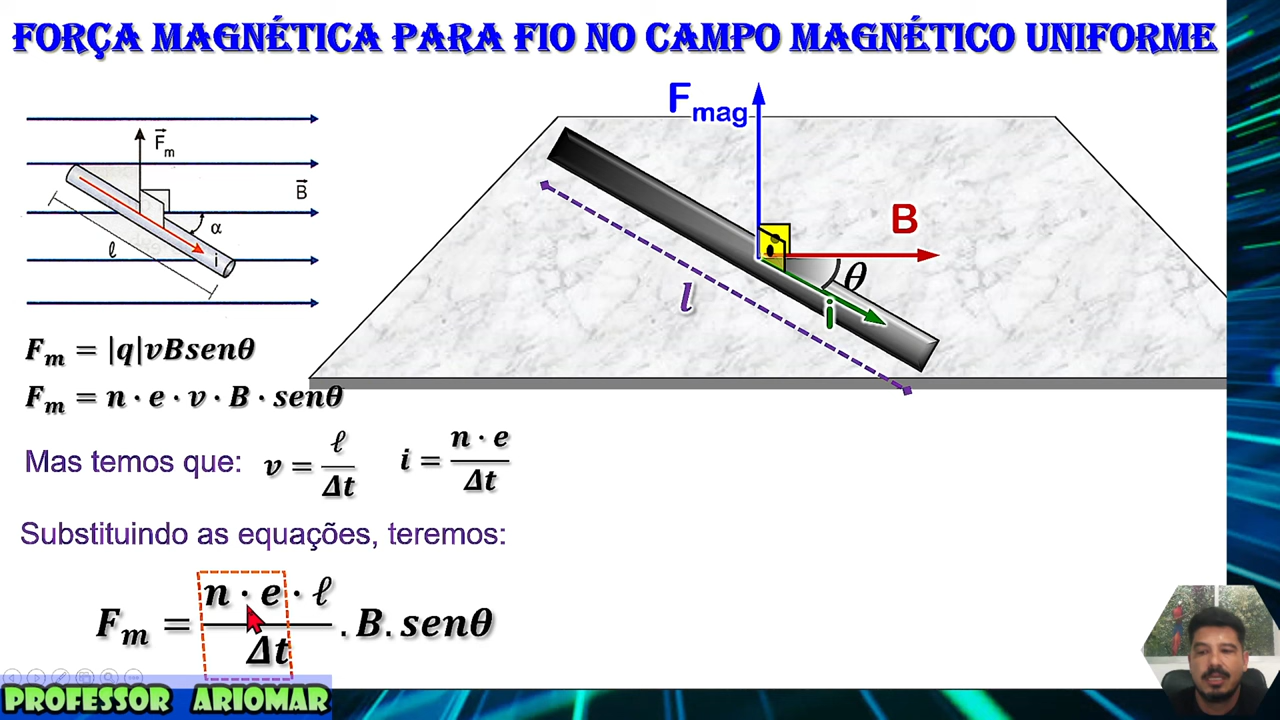 FORÇA MAGNÉTICA PARA FIO NO CAMPO MAGNÉTICO UNIFORME
F⃗m
B⃗
α
ℓ
i
Fmag
B
θ
l
i
Fm = |q|vBsenθ
Fm = n · e · v · B · senθ
Mas temos que: v = ℓ/Δt i = n · e/Δt
Substituindo as equações, teremos:
Fm = n · e · ℓ/Δt . B. senθ
PROFESSOR ARIOMAR